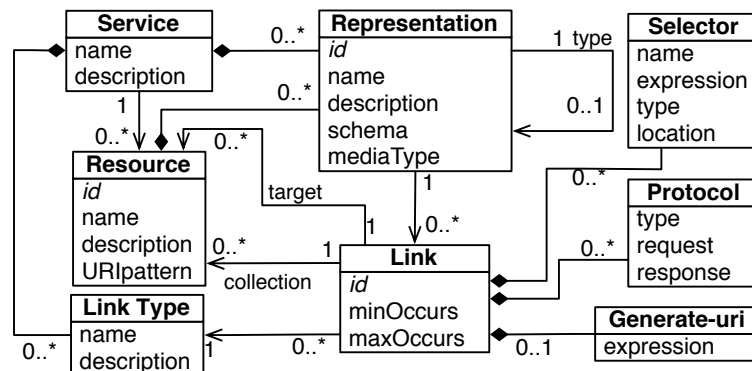 Service
name
description
Representation
id
name
description
schema
mediaType
Selector
name
expression
type
location
0..*
1 type
0..1
0..*
1
0..*
0..*
Resource
id
name
description
URIpattern
target
1
0..*
1
collection
1
0..*
0..*
Protocol
type
request
response
0..*
Link
id
minOccurs
maxOccurs
Link Type
name
description
0..*
1
0..*
0..1
Generate-uri
expression